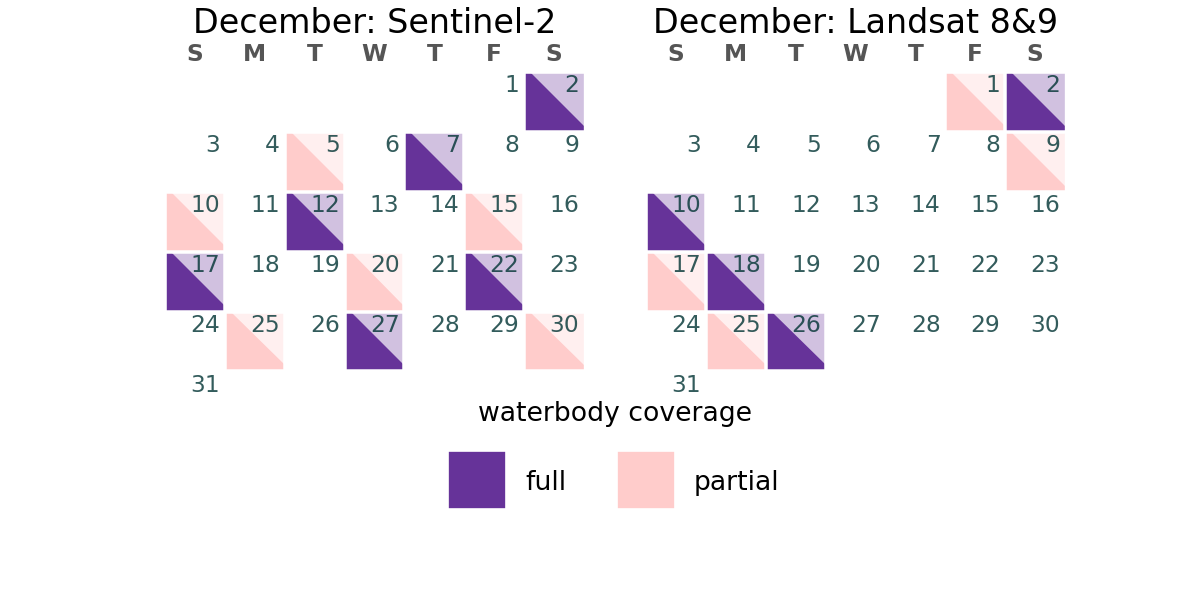 December: Sentinel-2
S M T W T F S
1 2
3 4 5 6 7 8 9
10 11 12 13 14 15 16
17 18 19 20 21 22 23
24 25 26 27 28 29 30
31
December: Landsat 8&9
S M T W T F S
1 2
3 4 5 6 7 8 9
10 11 12 13 14 15 16
17 18 19 20 21 22 23
24 25 26 27 28 29 30
31
waterbody coverage
full
partial